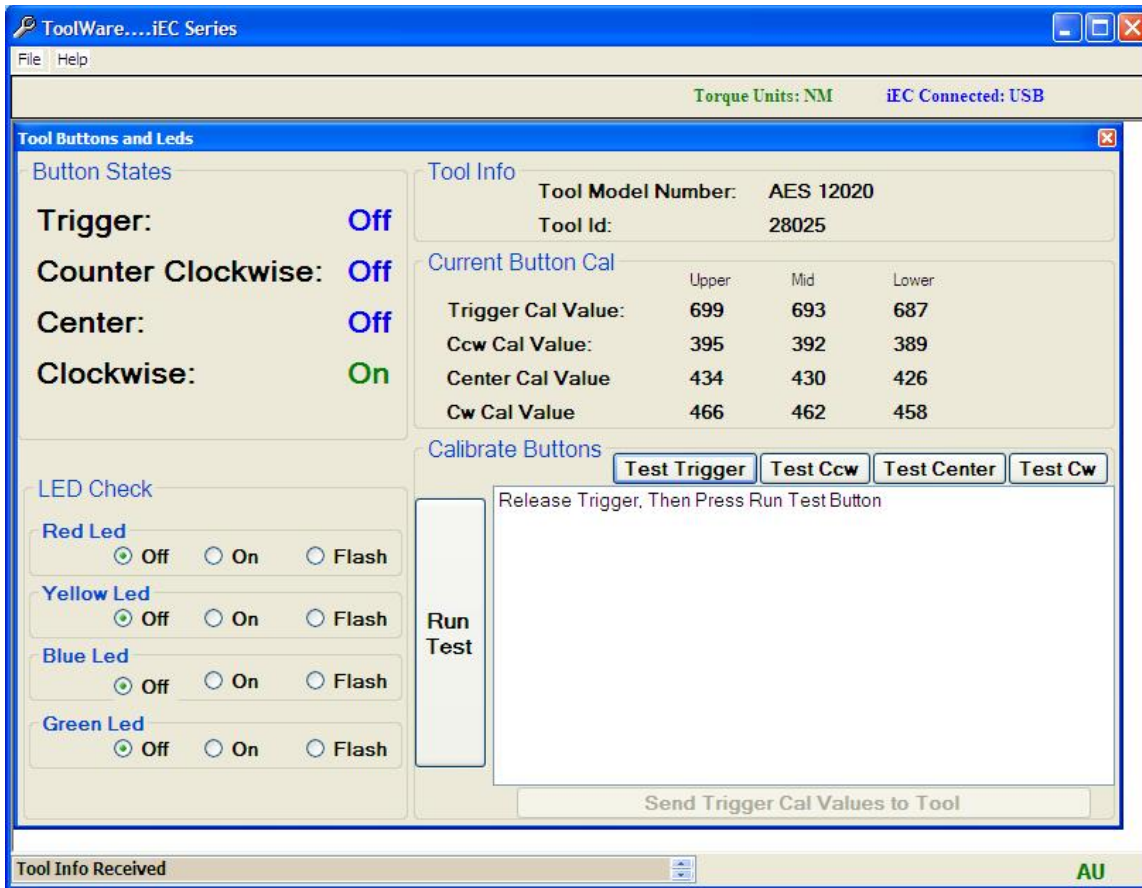 ToolWare....iEC Series
File Help
Torque Units: NM iEC Connected: USB
Tool Buttons and Leds
Button States
Trigger: Off
Counter Clockwise: Off
Center: Off
Clockwise: On
Tool Info
Tool Model Number: AES 12020
Tool Id: 28025
Current Button Cal
Upper Mid Lower
Trigger Cal Value: 699 693 687
Ccw Cal Value: 395 392 389
Center Cal Value 434 430 426
Cw Cal Value 466 462 458
LED Check
Red Led
Off On Flash
Yellow Led
Off On Flash
Blue Led
Off On Flash
Green Led
Off On Flash
Calibrate Buttons
Test Trigger Test Ccw Test Center Test Cw
Run
Test
Release Trigger, Then Press Run Test Button
Send Trigger Cal Values to Tool
Tool Info Received
AU